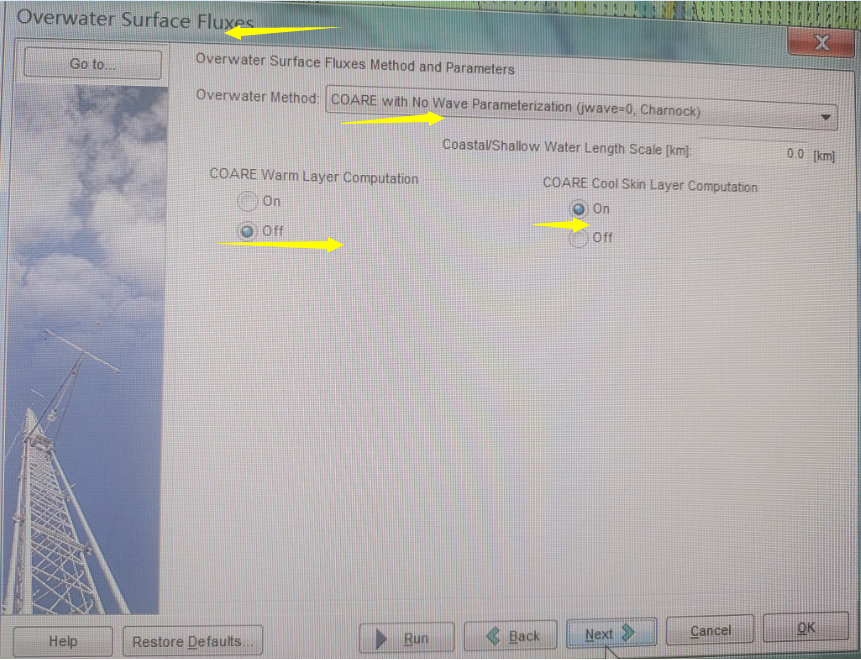 Overwater Surface Fluxes
Go to...
Overwater Surface Fluxes Method and Parameters
Overwater Method: COARE with No Wave Parameterization (jwave=0, Charnock)
Coastal/Shallow Water Length Scale [km]: 0.0 [km]
COARE Warm Layer Computation
On
Off
COARE Cool Skin Layer Computation
On
Off
Help
Restore Defaults...
Run
Back
Next
Cancel
OK